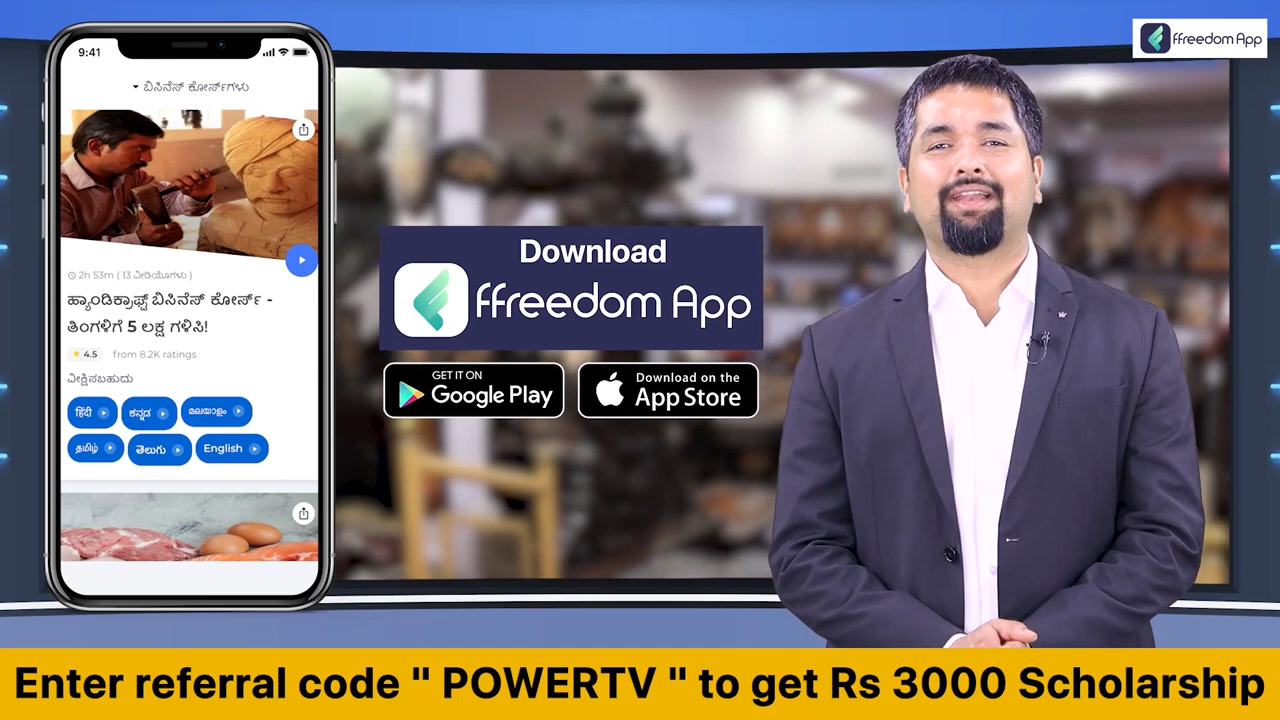 9:41
ಬಿಸಿನೆಸ್ ಕೋರ್ಸ್‌ಗಳು
2h 53m ( 13 ವೀಡಿಯೊಗಳು )
ಹ್ಯಾಂಡಿಕ್ರಾಫ್ಟ್ ಬಿಸಿನೆಸ್ ಕೋರ್ಸ್ -
ತಿಂಗಳಿಗೆ 5 ಲಕ್ಷ ಗಳಿಸಿ!
4.5 from 8.2K ratings
ವೀಕ್ಷಿಸಬಹುದು
हिंदी ಕನ್ನಡ മലയാളം
தமிழ் తెలుగు English
Download
ffreedom App
GET IT ON
Google Play
Download on the
App Store
ffreedom App
Enter referral code " POWERTV " to get Rs 3000 Scholarship